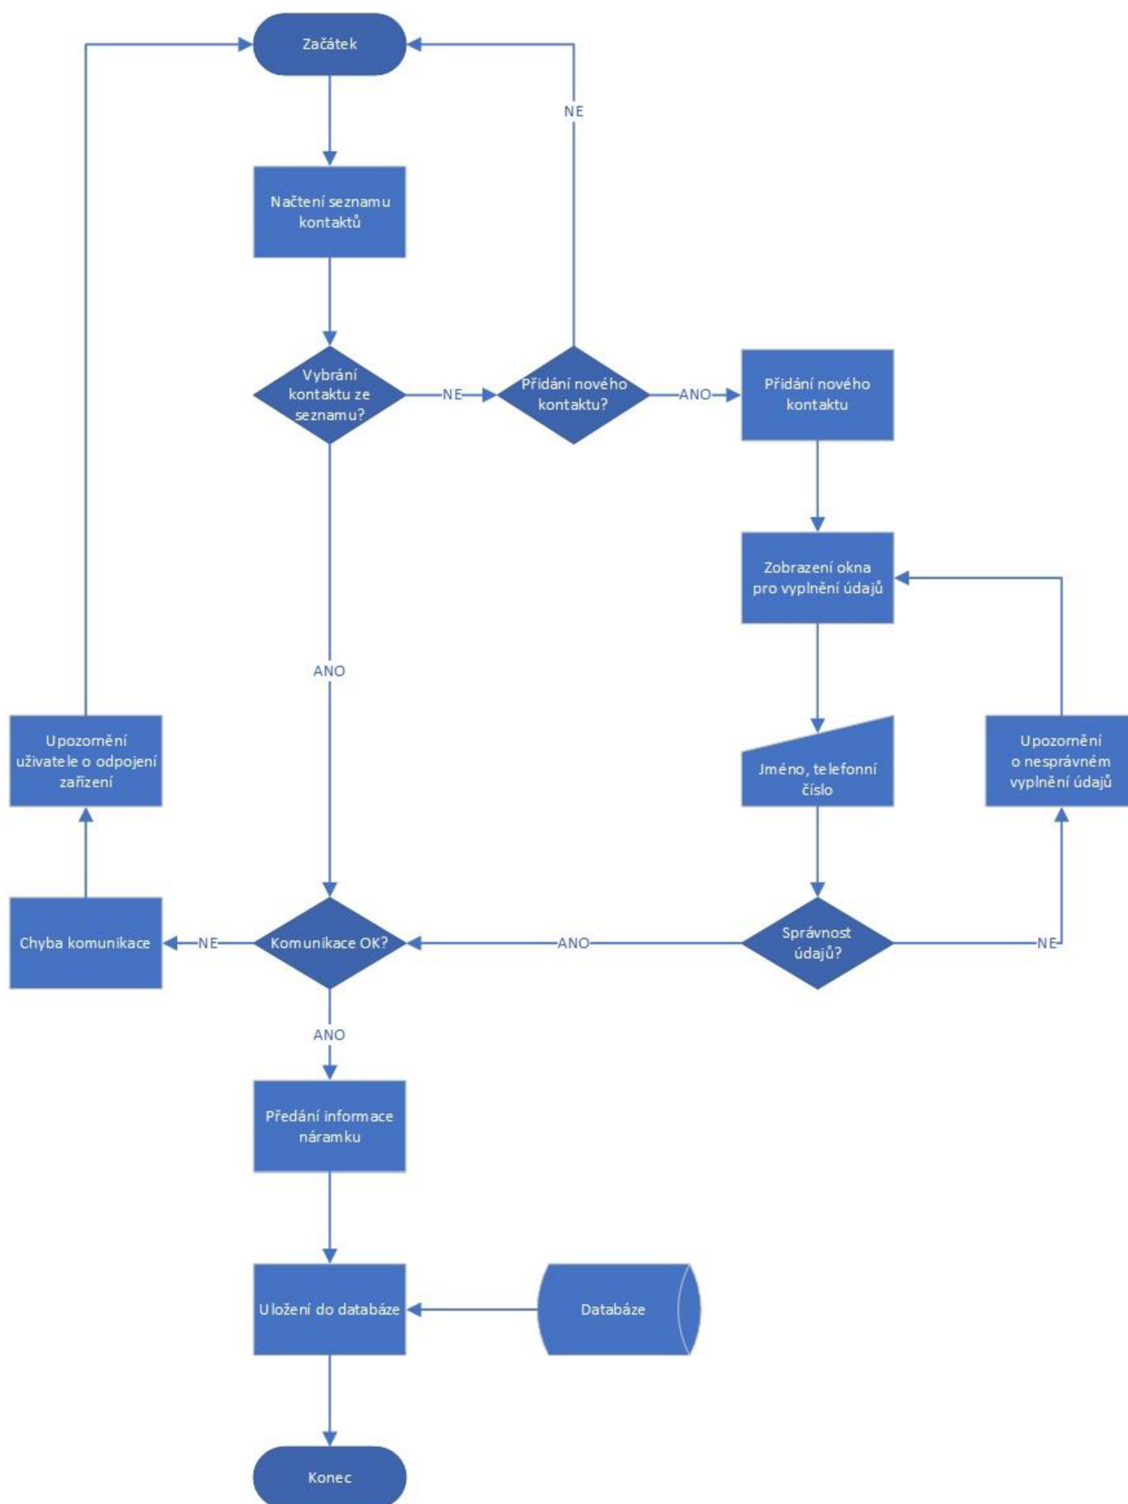 Začátek
NE
Načtení seznamu
kontaktů
Vybrání
kontaktu ze
seznamu?
NE
Přidání nového
kontaktu?
ANO
Přidání nového
kontaktu
Zobrazení okna
pro vyplnění údajů
ANO
Upozornění
uživatele o odpojení
zařízení
Jméno, telefonní
číslo
Upozornění
o nesprávném
vyplnění údajů
Chyba komunikace
NE
Komunikace OK?
ANO
Správnost
údajů?
NE
ANO
Předání informace
náramku
Uložení do databáze
Databáze
Konec